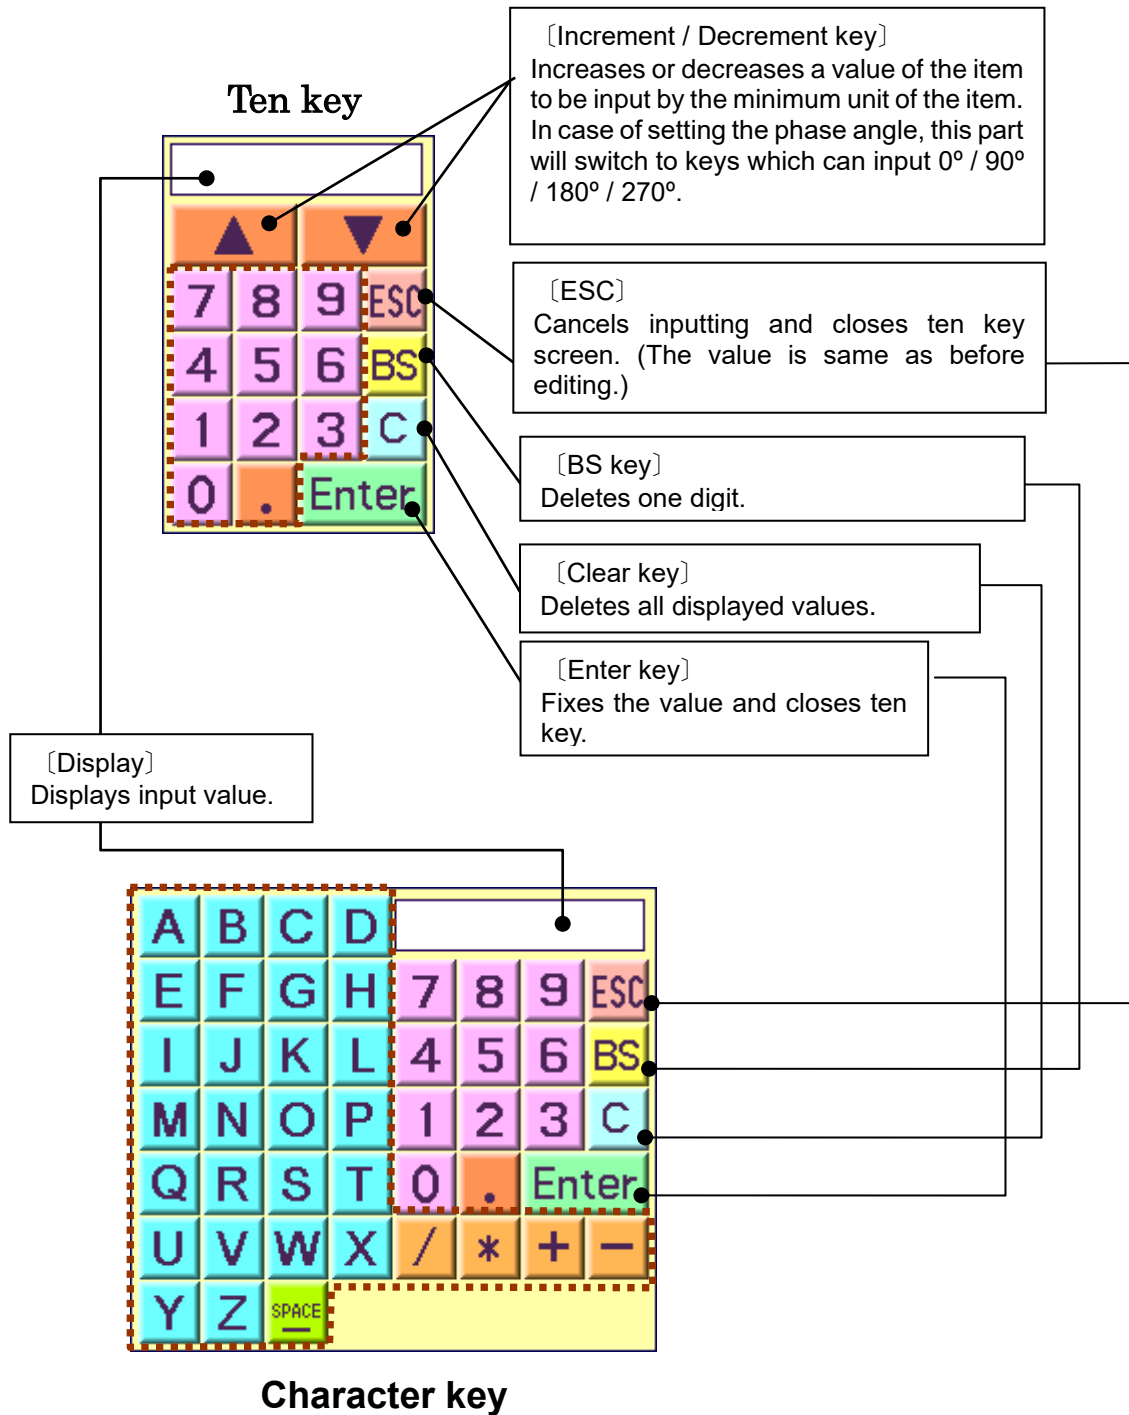 〔Increment / Decrement key〕
Increases or decreases a value of the item
to be input by the minimum unit of the item.
In case of setting the phase angle, this part
will switch to keys which can input 0º / 90º
/ 180º / 270º.
Ten key
▲ ▼
7 8 9 ESC
4 5 6 BS
1 2 3 C
0 . Enter
〔ESC〕
Cancels inputting and closes ten key
screen. (The value is same as before
editing.)
〔BS key〕
Deletes one digit.
〔Clear key〕
Deletes all displayed values.
〔Enter key〕
Fixes the value and closes ten
key.
〔Display〕
Displays input value.
A B C D
E F G H 7 8 9 ESC
I J K L 4 5 6 BS
M N O P 1 2 3 C
Q R S T 0 . Enter
U V W X / * + −
Y Z SPACE
Character key